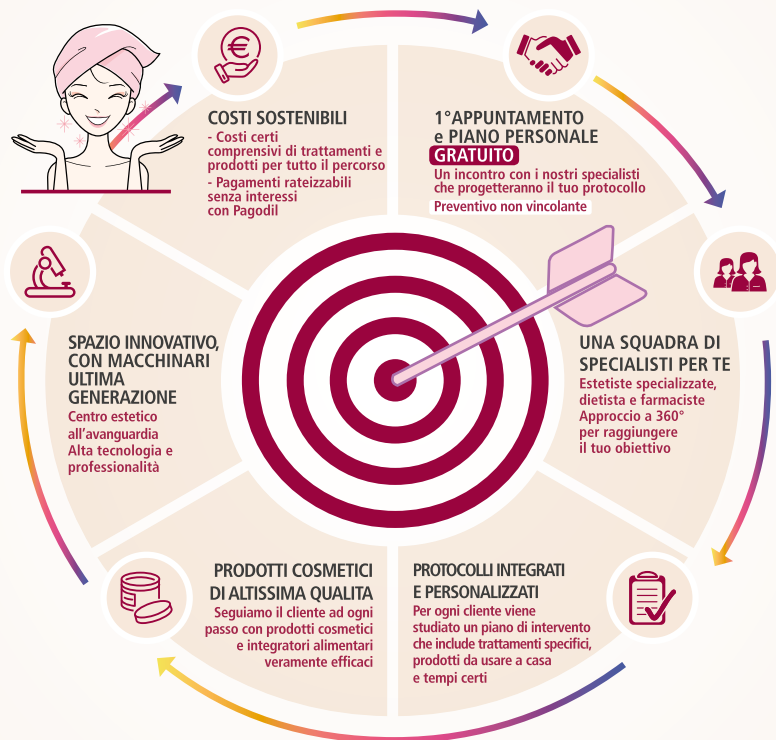 COSTI SOSTENIBILI
- Costi certi
comprensivi di trattamenti e
prodotti per tutto il percorso
- Pagamenti rateizzabili
senza interessi
con Pagodil
1°APPUNTAMENTO
e PIANO PERSONALE
GRATUITO
Un incontro con i nostri specialisti
che progetteranno il tuo protocollo
Preventivo non vincolante
UNA SQUADRA DI
SPECIALISTI PER TE
Estetiste specializzate,
dietista e farmaciste
Approccio a 360°
per raggiungere
il tuo obiettivo
PROTOCOLLI INTEGRATI
E PERSONALIZZATI
Per ogni cliente viene
studiato un piano di intervento
che include trattamenti specifici,
prodotti da usare a casa
e tempi certi
PRODOTTI COSMETICI
DI ALTISSIMA QUALITA
Seguiamo il cliente ad ogni
passo con prodotti cosmetici
e integratori alimentari
veramente efficaci
SPAZIO INNOVATIVO,
CON MACCHINARI
ULTIMA
GENERAZIONE
Centro estetico
all'avanguardia
Alta tecnologia e
professionalità